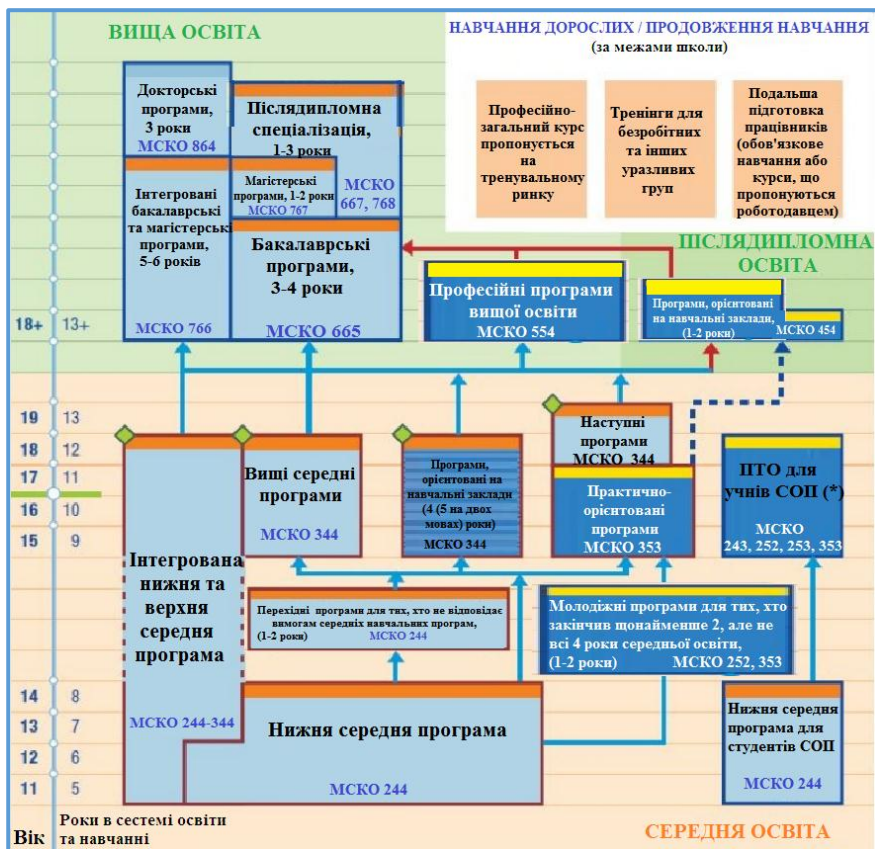 ВИЩА ОСВІТА
НАВЧАННЯ ДОРОСЛИХ / ПРОДОВЖЕННЯ НАВЧАННЯ
(за межами школи)
Професійно-
загальний курс
пропонується
на
тренувальному
ринку
Тренінги для
безробітних
та інших
уразливих
груп
Подальша
підготовка
працівників
(обов'язкове
навчання або
курси, що
пропонуються
роботодавцем)
Докторські
програми,
3 роки
МСКО 864
Післядипломна
спеціалізація,
1-3 роки
МСКО
667, 768
Магістерські
програми, 1-2 роки
МСКО 767
Інтегровані
бакалаврські
та магістерські
програми,
5-6 років
МСКО 766
Бакалаврські
програми,
3-4 роки
МСКО 665
ПІСЛЯДИПЛОМНА
ОСВІТА
Професійні програми
вищої освіти
МСКО 554
Програми, орієнтовані
на навчальні заклади,
(1-2 роки)
МСКО 454
18+ 13+
19 13
18 12
17 11
16 10
15 9
Інтегрована
нижня та
верхня
середня
програма
МСКО 244-344
Вищі середні
програми
МСКО 344
Програми,
орієнтовані на
навчальні заклади
(4 (5 на двох
мовах) роки)
МСКО 344
Наступні
програми
МСКО 344
Практично-
орієнтовані
програми
МСКО 353
ПТО для
учнів СОП (*)
МСКО
243, 252, 253, 353
Перехідні програми для тих, хто не відповідає
вимогам середніх навчальних програм,
(1-2 роки) МСКО 244
Молодіжні програми для тих, хто
закінчив щонайменше 2, але не
всі 4 роки середньої освіти,
(1-2 роки) МСКО 252, 353
14 8
13 7
12 6
11 5
Нижня середня програма
МСКО 244
Нижня середня
програма для
студентів СОП
МСКО 244
Вік
Роки в сестемі освіти
та навчанні
СЕРЕДНЯ ОСВІТА